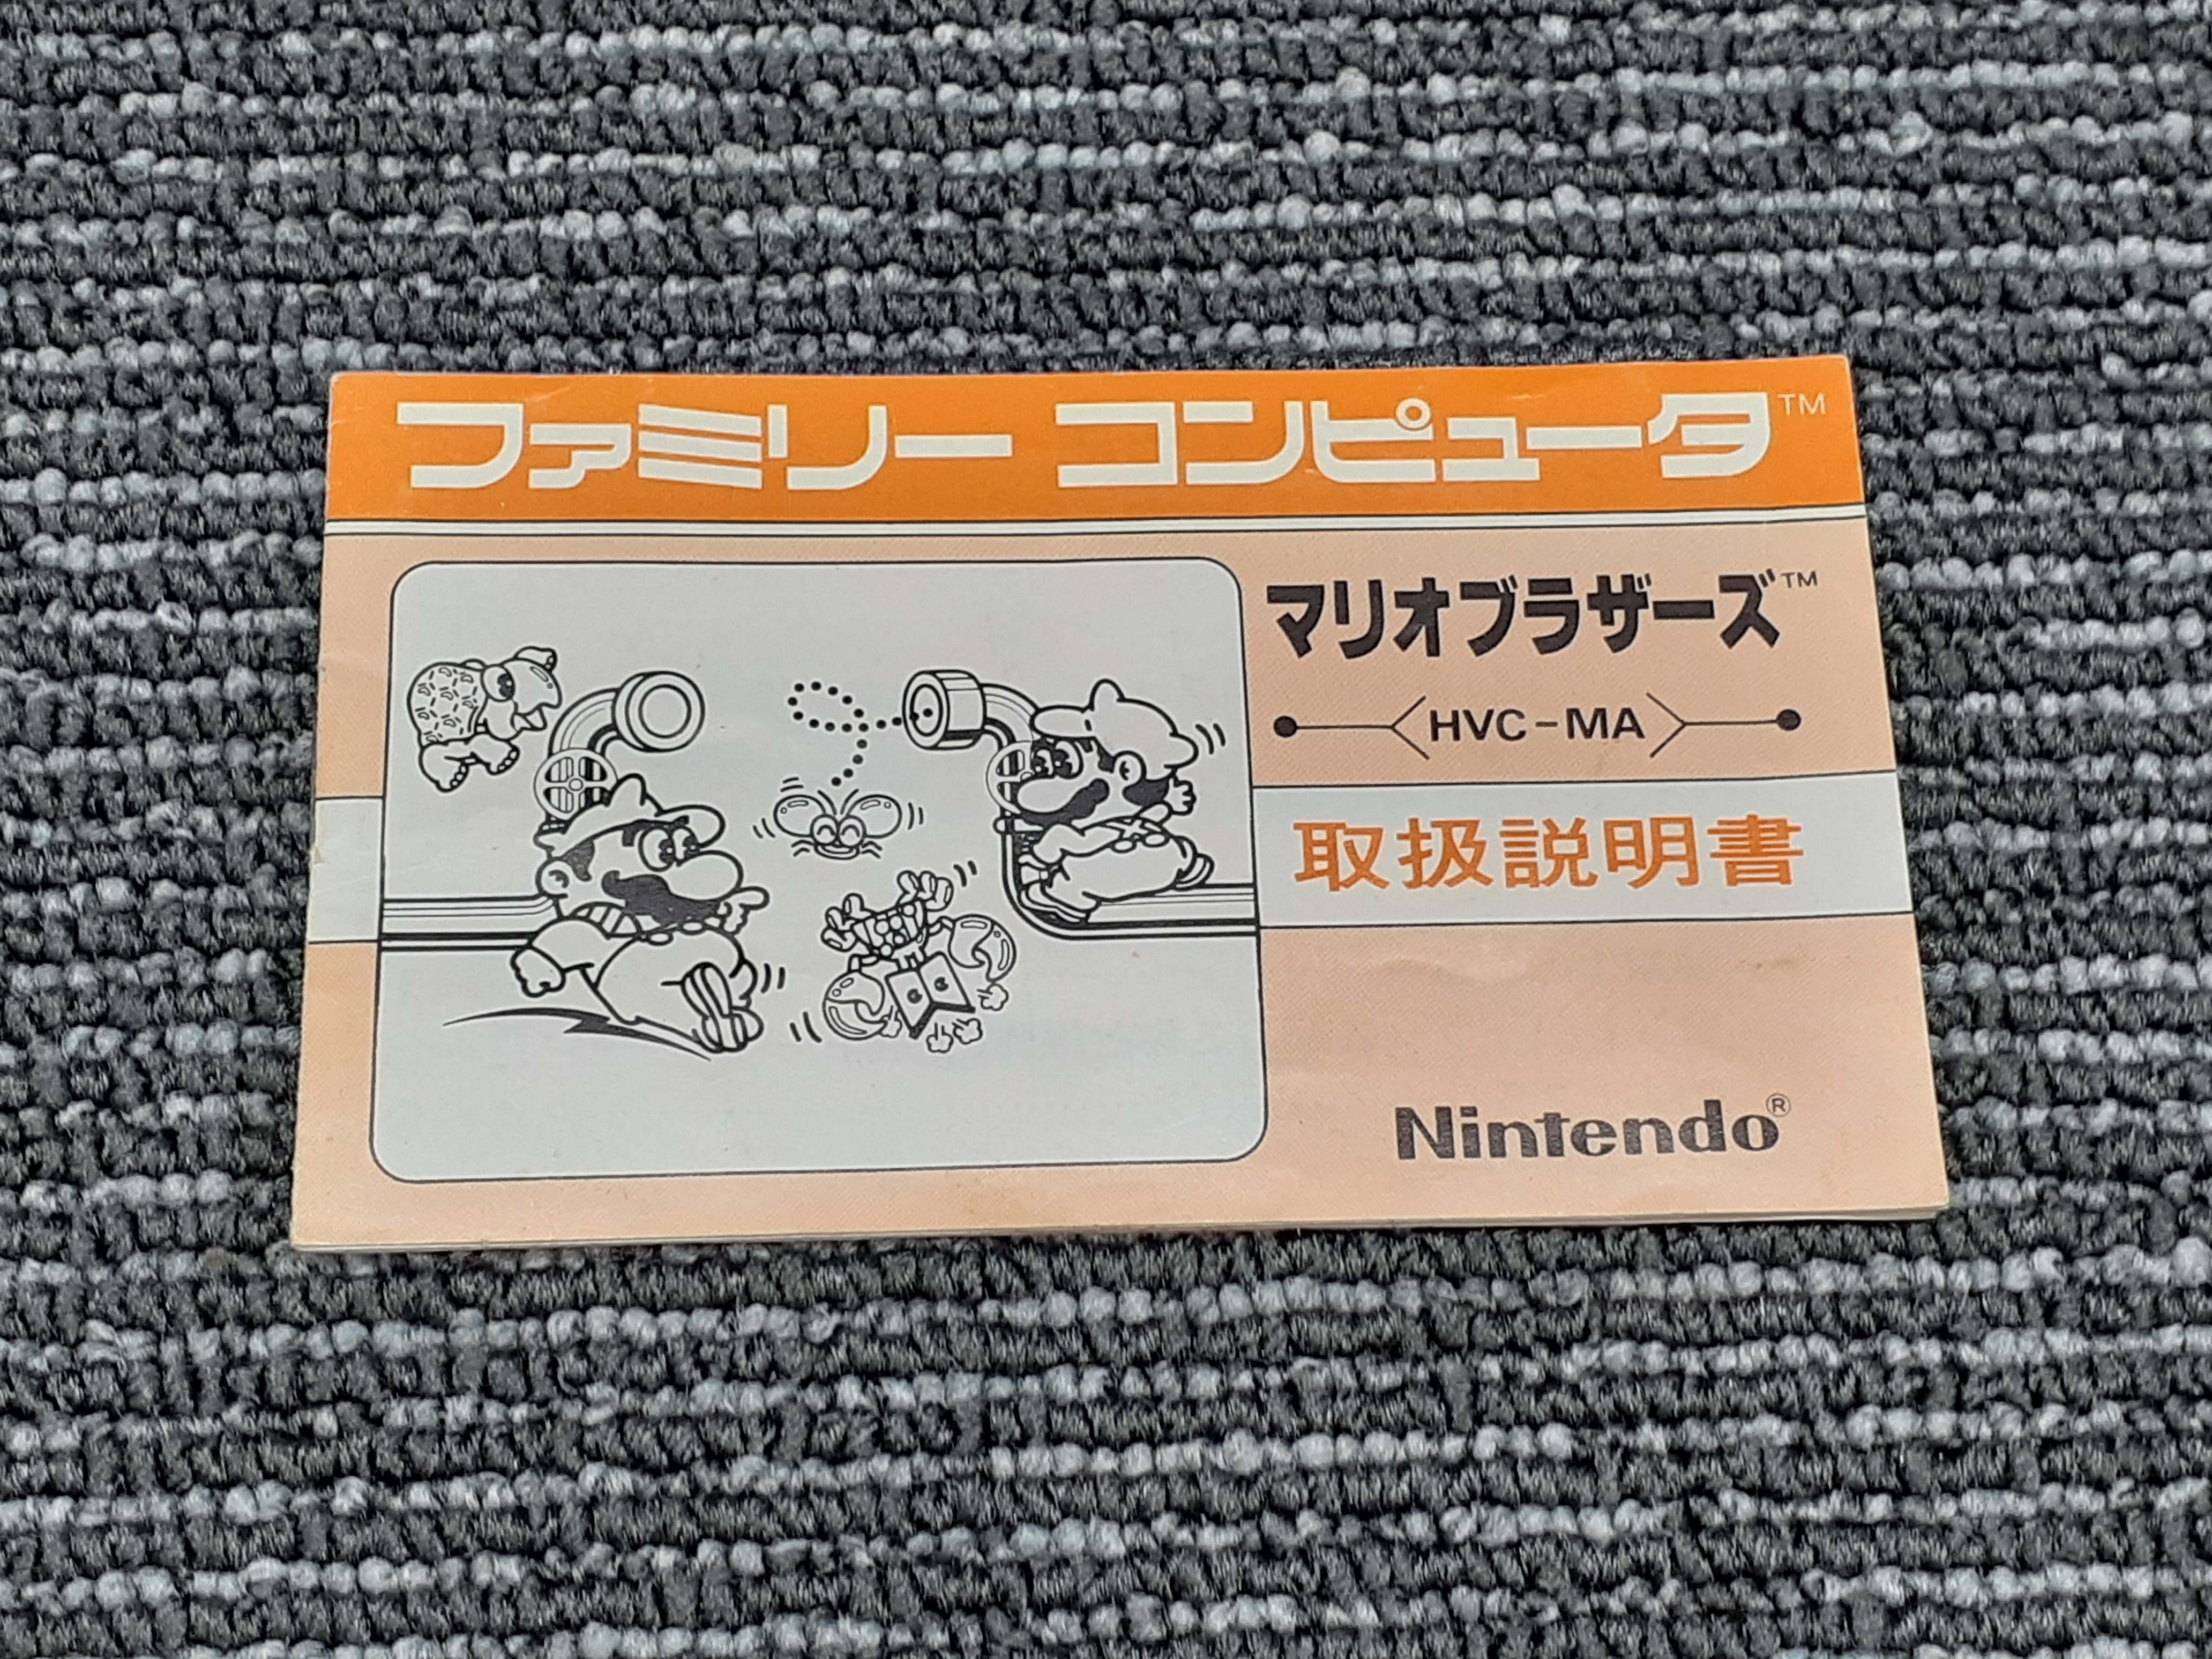 ファミリー コンピュータ™
マリオブラザーズ™
HVC-MA
取扱説明書
Nintendo®